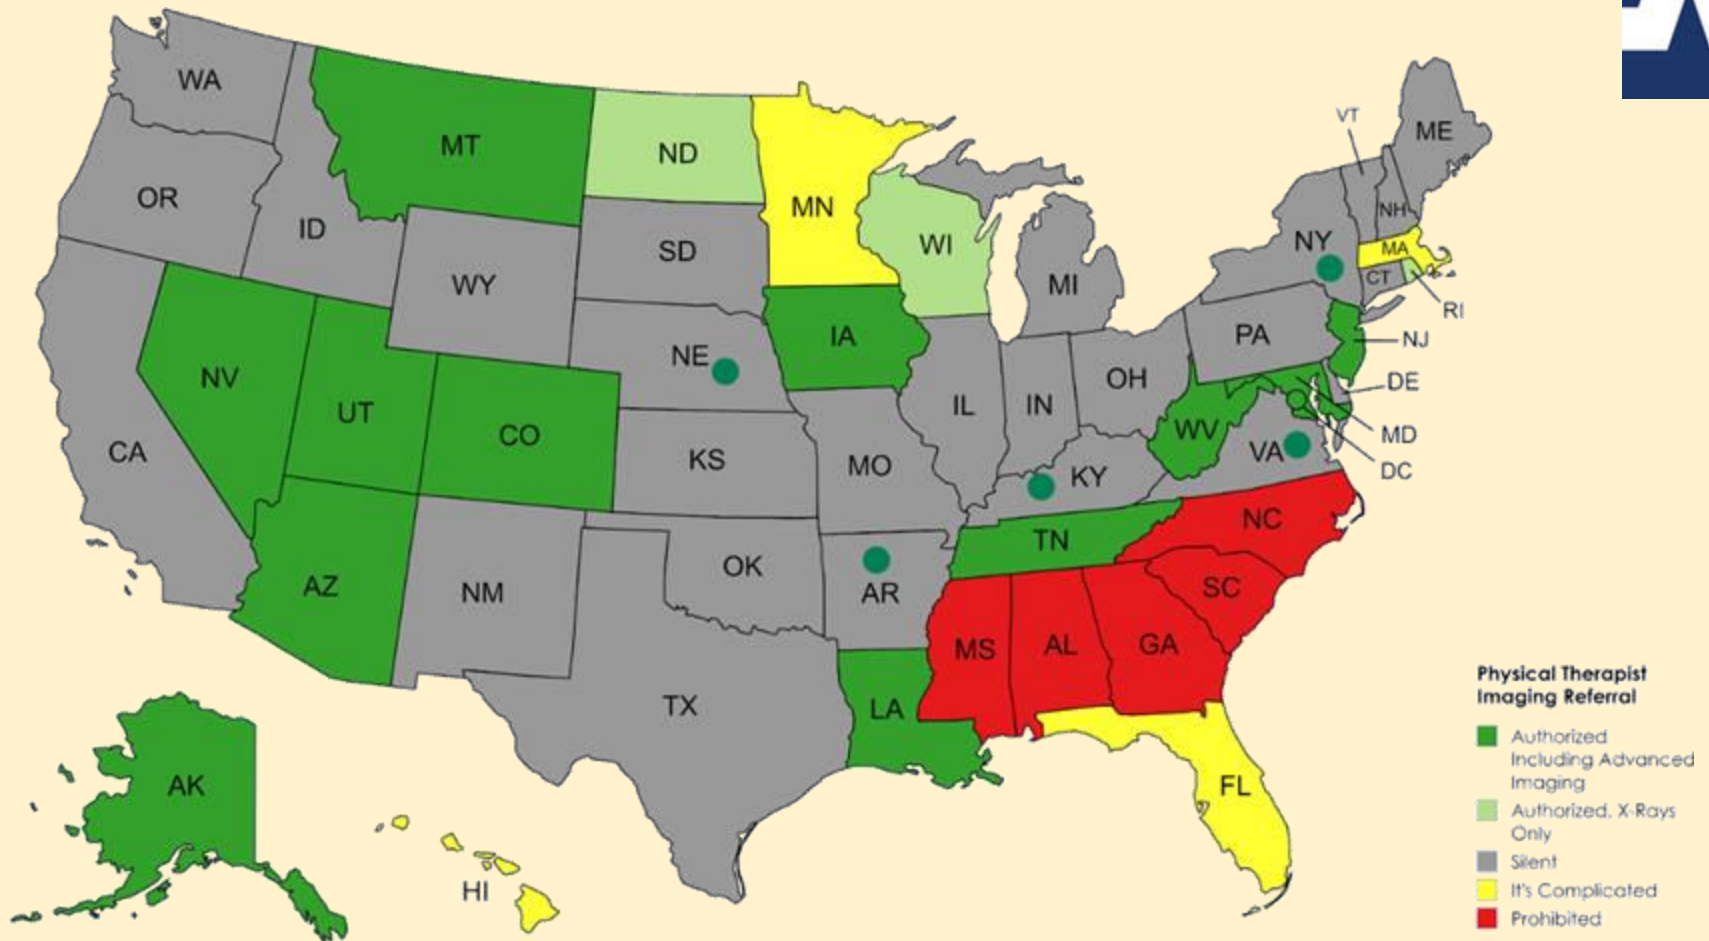 WA
MT
ND
MN
VT
ME
OR
ID
SD
WI
NH
NY
MA
WY
MI
CT
RI
NE
IA
PA
NJ
NV
UT
CO
IL
IN
OH
DE
CA
KS
MO
WV
VA
MD
DC
KY
NC
TN
AZ
NM
OK
AR
SC
MS
AL
GA
TX
LA
AK
FL
HI
Physical Therapist
Imaging Referral
Authorized
Including Advanced
Imaging
Authorized, X-Rays
Only
Silent
It's Complicated
Prohibited